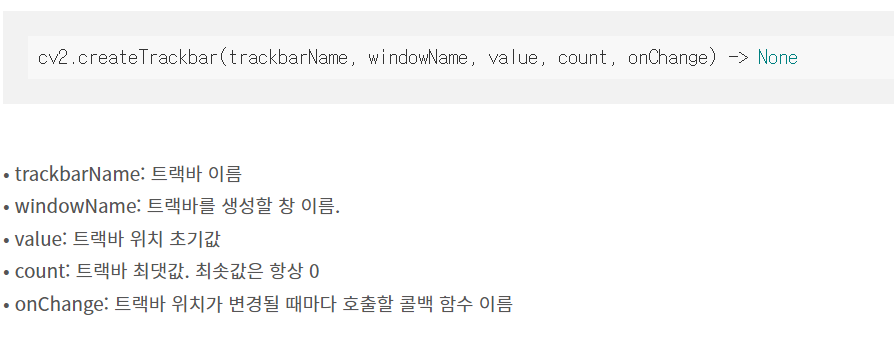 cv2.createTrackbar(trackbarName, windowName, value, count, onChange) -> None
• trackbarName: 트랙바 이름
• windowName: 트랙바를 생성할 창 이름.
• value: 트랙바 위치 초기값
• count: 트랙바 최댓값. 최솟값은 항상 0
• onChange: 트랙바 위치가 변경될 때마다 호출할 콜백 함수 이름